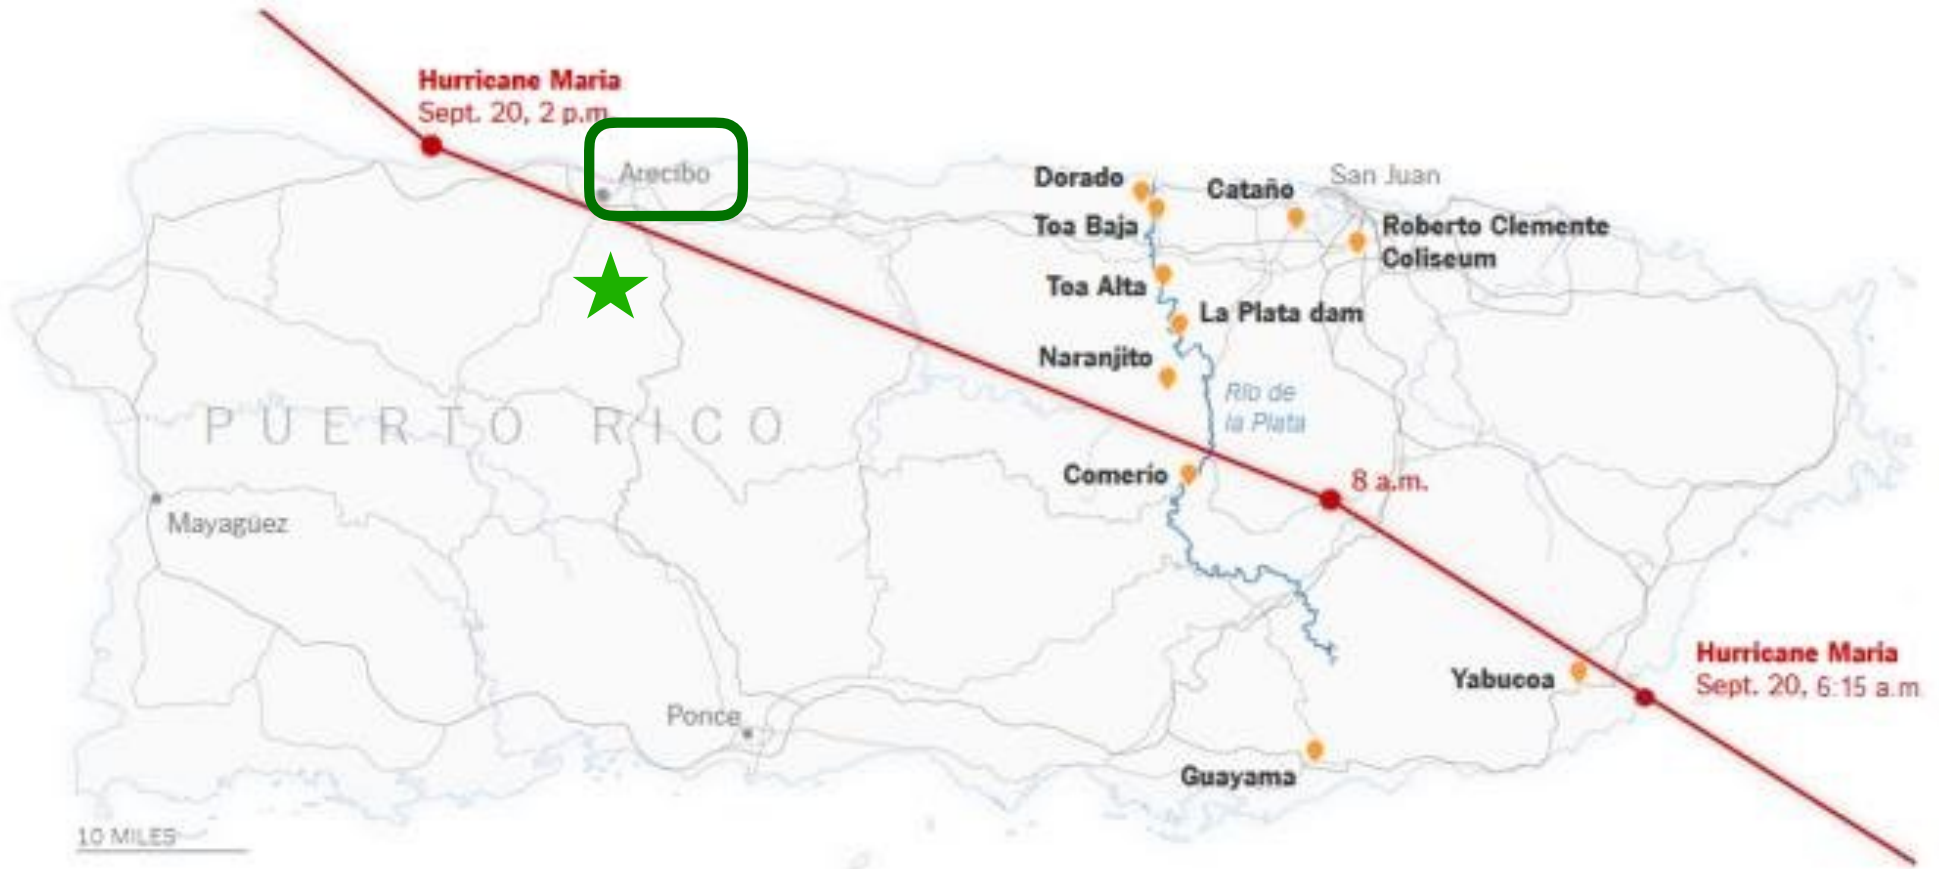 Hurricane Maria
Sept. 20, 2 p.m.
Arecibo
Dorado
Cataño
San Juan
Toa Baja
Roberto Clemente
Coliseum
Toa Alta
La Plata dam
Naranjito
Río de
la Plata
PUERTO RICO
Comerío
8 a.m.
Mayagüez
Hurricane Maria
Sept. 20, 6:15 a.m
Yabucoa
Ponce
Guayama
10 MILES